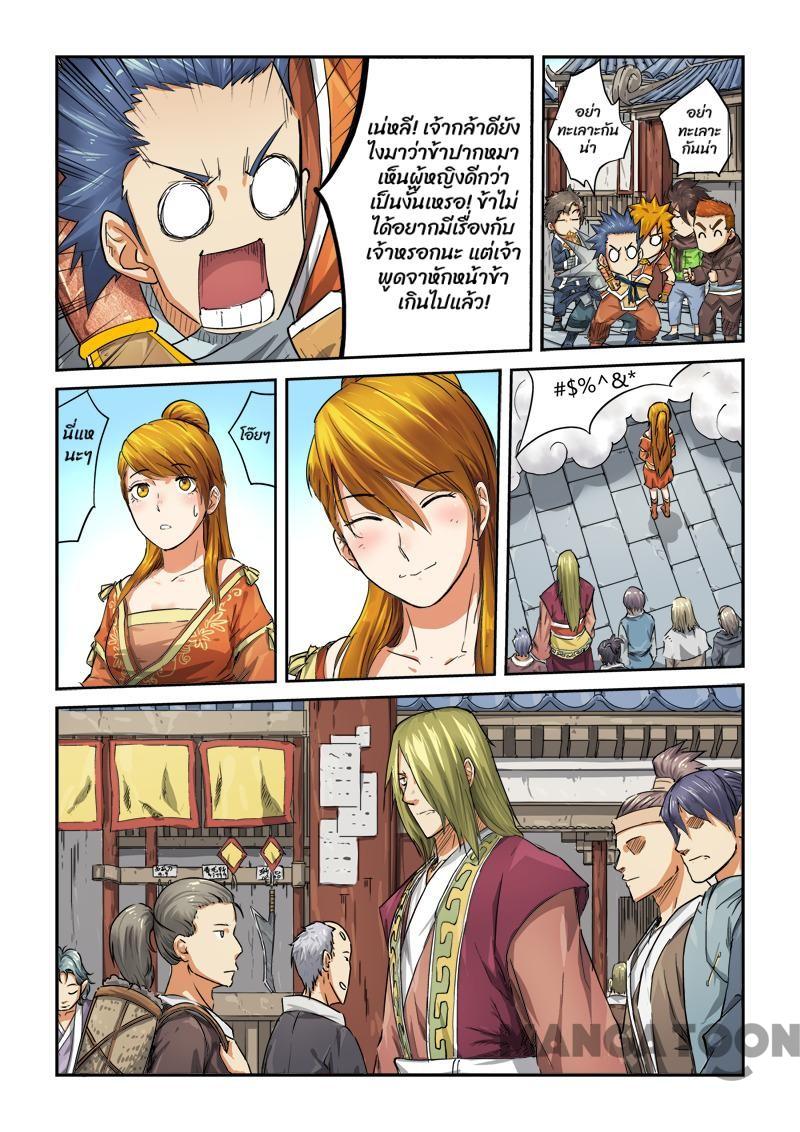 เน่หลี! เจ้ากล้าดียัง
ไงมาว่าข้าปากหมา
เห็นผู้หญิงดีกว่า
เป็นงั้นเหรอ! ข้าไม่
ได้อยากมีเรื่องกับ
เจ้าหรอกนะ แต่เจ้า
พูดจาหักหน้าข้า
เกินไปแล้ว!
อย่า
ทะเลาะกัน
น่า
อย่า
ทะเลาะ
กันน่า
นี่แห
นะๆ
โอ๊ยๆ
#$%^&*
MANGATOON